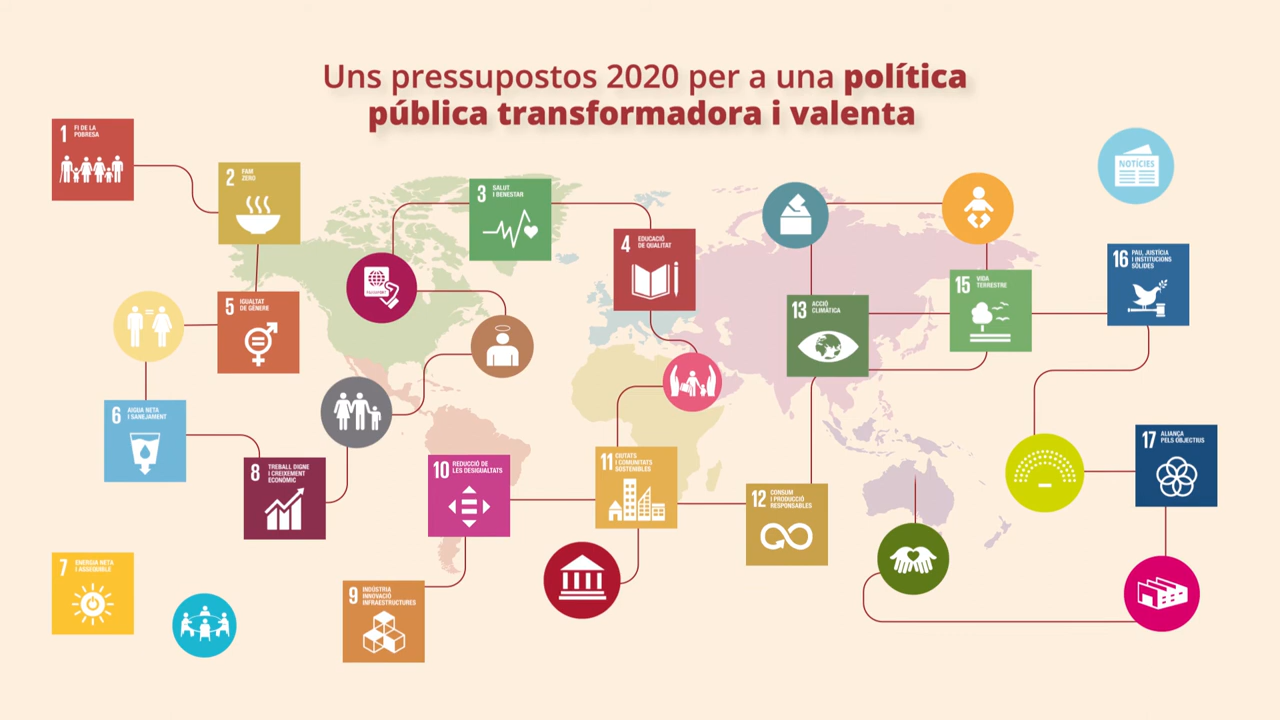 Uns pressupostos 2020 per a una política
pública transformadora i valenta
1 FI DE LA
POBRESA
2 FAM
ZERO
3 SALUT
I BENESTAR
4 EDUCACIÓ
DE QUALITAT
5 IGUALTAT
DE GÈNERE
6 AIGUA NETA
I SANEJAMENT
7 ENERGIA NETA
I ASSEQUIBLE
8 TREBALL DIGNE
I CREIXEMENT
ECONÒMIC
9 INDÚSTRIA
INNOVACIÓ
INFRAESTRUCTURES
10 REDUCCIÓ DE
LES DESIGUALTATS
11 CIUTATS
I COMUNITATS
SOSTENIBLES
12 CONSUM
I PRODUCCIÓ
RESPONSABLES
13 ACCIÓ
CLIMÀTICA
15 VIDA
TERRESTRE
16 PAU, JUSTÍCIA
I INSTITUCIONS
SÒLIDES
17 ALIANÇA
PELS OBJECTIUS
NOTÍCIES
PASSAPORT